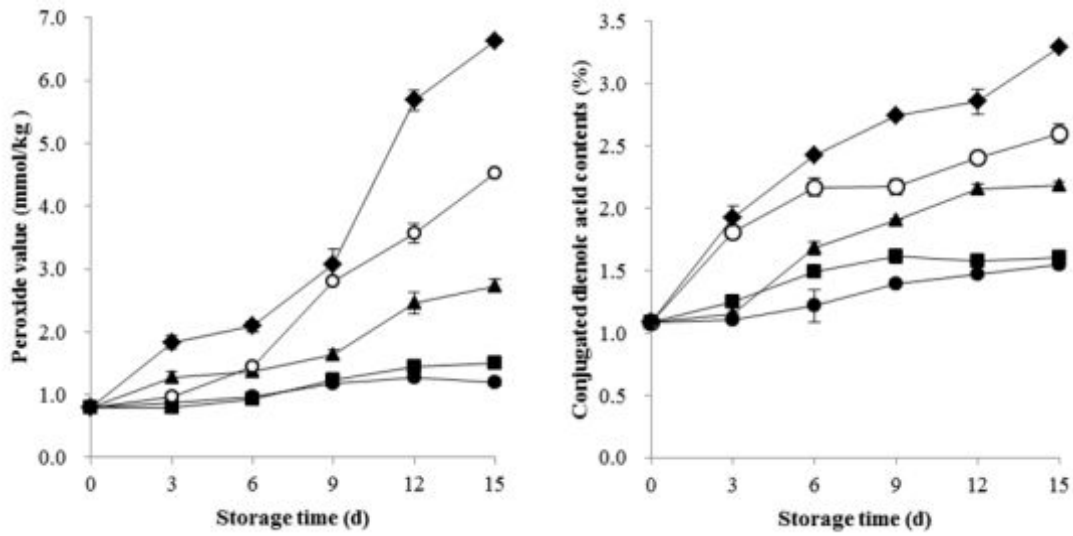 Peroxide value (mmol/kg )
7.0
6.0
5.0
4.0
3.0
2.0
1.0
0.0
0 3 6 9 12 15
Storage time (d)
Conjugated dienoic acid contents (%)
3.5
3.0
2.5
2.0
1.5
1.0
0.5
0.0
0 3 6 9 12 15
Storage time (d)